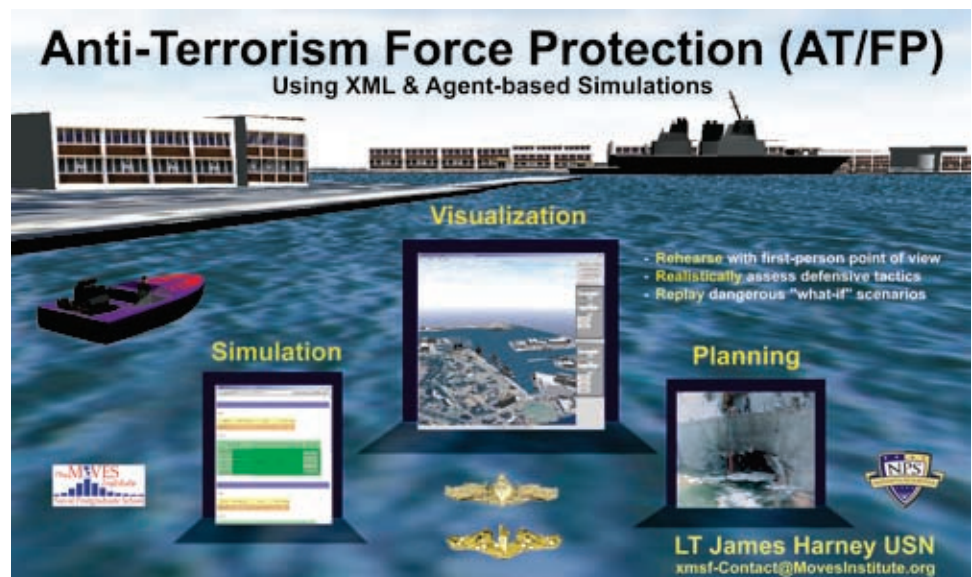 Anti-Terrorism Force Protection (AT/FP)
Using XML & Agent-based Simulations
Visualization
- Rehearse with first-person point of view
- Realistically assess defensive tactics
- Replay dangerous "what-if" scenarios
Simulation
Planning
The MOVES
Institute
Naval Postgraduate School
NPS
LT James Harney USN
xmsf-Contact@MovesInstitute.org